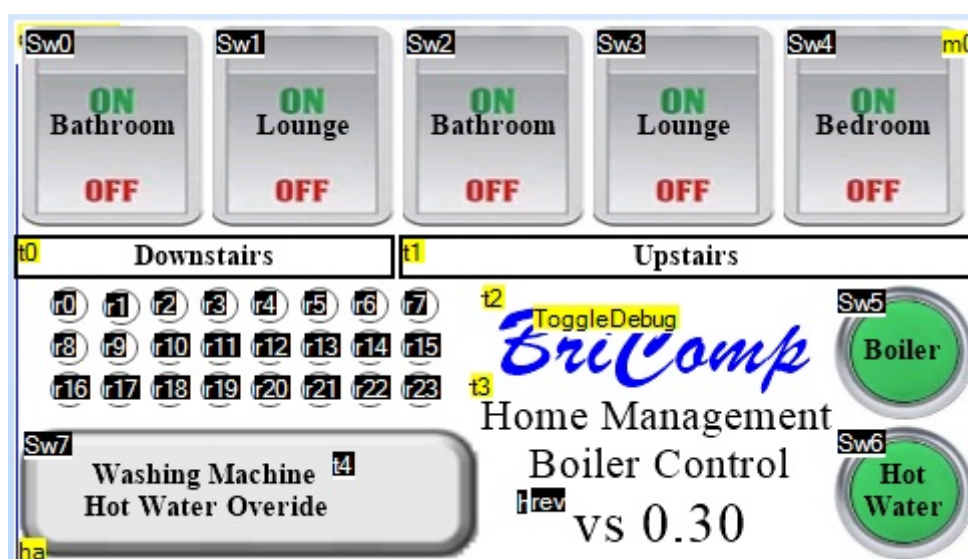 Sw0 Sw1 Sw2 Sw3 Sw4 m0
ON ON ON ON ON
Bathroom Lounge Bathroom Lounge Bedroom
OFF OFF OFF OFF OFF
t0 Downstairs t1 Upstairs
r0 r1 r2 r3 r4 r5 r6 r7 t2 Sw5
ToggleDebug
r8 r9 r10 r11 r12 r13 r14 r15 BriComp Boiler
r16 r17 r18 r19 r20 r21 r22 r23 t3
Home Management
Sw7 Sw6
Washing Machine t4 Boiler Control Hot
Hot Water Overide rev vs 0.30 Water
ha